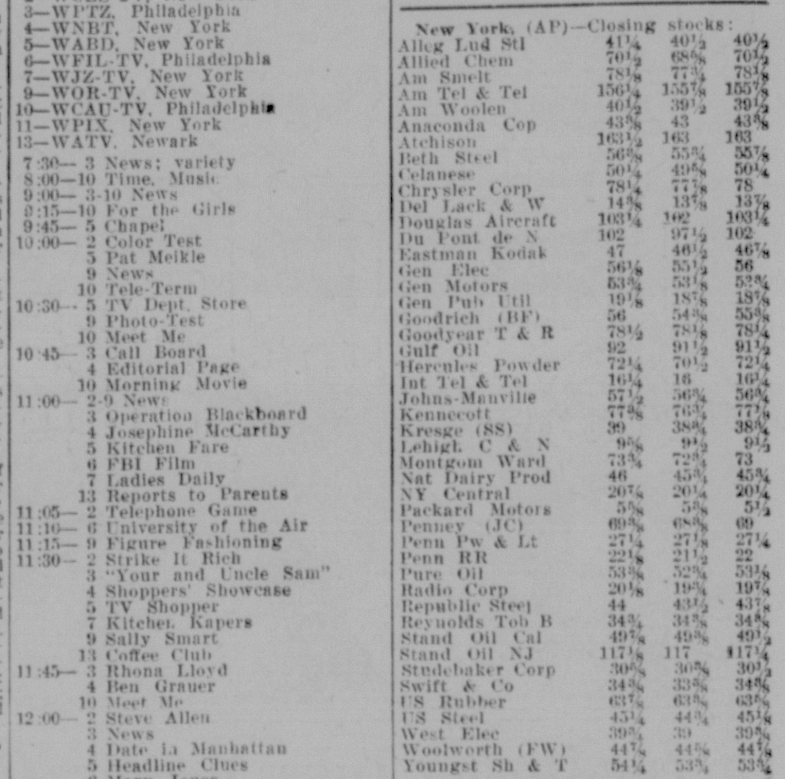 3—WPTZ, Philadelphia
4—WNBT, New York
5—WABD, New York
6—WFIL-TV, Philadelphia
7—WJZ-TV, New York
9—WOR-TV, New York
10—WCAU-TV, Philadelphia
11—WPIX, New York
13—WATV, Newark
7:30— 3 News; variety
8:00—10 Time, Music
9:00— 3-10 News
9:15—10 For the Girls
9:45— 5 Chapel
10:00— 2 Color Test
5 Pat Meikle
9 News
10 Tele-Term
10:30— 5 TV Dept. Store
9 Photo-Test
10 Meet Me
10:45— 3 Call Board
4 Editorial Page
10 Morning Movie
11:00— 2-9 News
3 Operation Blackboard
4 Josephine McCarthy
5 Kitchen Fare
6 FBI Film
7 Ladies Daily
13 Reports to Parents
11:05— 2 Telephone Game
11:10— 6 University of the Air
11:15— 9 Figure Fashioning
11:30— 2 Strike It Rich
3 "Your and Uncle Sam"
4 Shoppers' Showcase
5 TV Shopper
7 Kitchen Kapers
9 Sally Smart
13 Coffee Club
11:45— 3 Rhona Lloyd
4 Ben Grauer
10 Meet Me
12:00— 2 Steve Allen
3 News
4 Date in Manhattan
5 Headline Clues
New York, (AP)—Closing stocks:
Alleg Lud Stl 41¼ 40½ 40½
Allied Chem 70½ 68⅝ 70½
Am Smelt 78⅛ 77¾ 78⅛
Am Tel & Tel 156¼ 155⅞ 155⅞
Am Woolen 40½ 39½ 39½
Anaconda Cop 43⅜ 43 43⅜
Atchison 163½ 163 163
Beth Steel 56⅜ 55¾ 55⅞
Celanese 50¼ 49⅝ 50¼
Chrysler Corp 78¼ 77⅞ 78
Del Lack & W 14⅜ 13⅞ 13⅞
Douglas Aircraft 103¼ 102 103¼
Du Pont de N 102 97½ 102
Eastman Kodak 47 46½ 46⅞
Gen Elec 56⅛ 55½ 56
Gen Motors 53¾ 53⅛ 53¾
Gen Pub Util 19⅛ 18⅞ 18⅞
Goodrich (BF) 56 54⅜ 55⅜
Goodyear T & R 78½ 78⅛ 78¼
Gulf Oil 92 91½ 91½
Hercules Powder 72¼ 70½ 72¼
Int Tel & Tel 16¼ 16 16¼
Johns-Manville 57½ 56¾ 56¾
Kennecott 77⅜ 76¾ 77⅛
Kresge (SS) 39 38¾ 38¾
Lehigh C & N 9⅝ 9½ 9½
Montgom Ward 73¾ 72¾ 73
Nat Dairy Prod 46 45¾ 45¾
NY Central 20⅞ 20¼ 20¼
Packard Motors 5⅝ 5⅜ 5½
Penney (JC) 69⅜ 68⅜ 69
Penn Pw & Lt 27¼ 27⅛ 27¼
Penn RR 22⅛ 21½ 22
Pure Oil 53⅜ 52¾ 53⅛
Radio Corp 20⅛ 19¾ 19⅞
Republic Steel 44 43½ 43⅞
Reynolds Tob B 34¾ 34⅜ 34⅜
Stand Oil Cal 49⅞ 49⅜ 49½
Stand Oil NJ 117⅛ 117 117¼
Studebaker Corp 30⅝ 30⅜ 30½
Swift & Co 34⅜ 33⅝ 34⅜
US Rubber 63⅞ 63⅜ 63⅝
US Steel 45¼ 44¾ 45⅛
West Elec 39¾ 39 39⅜
Woolworth (FW) 44⅞ 44⅝ 44⅞
Youngst Sh & T 54¼ 53¾ 53¾